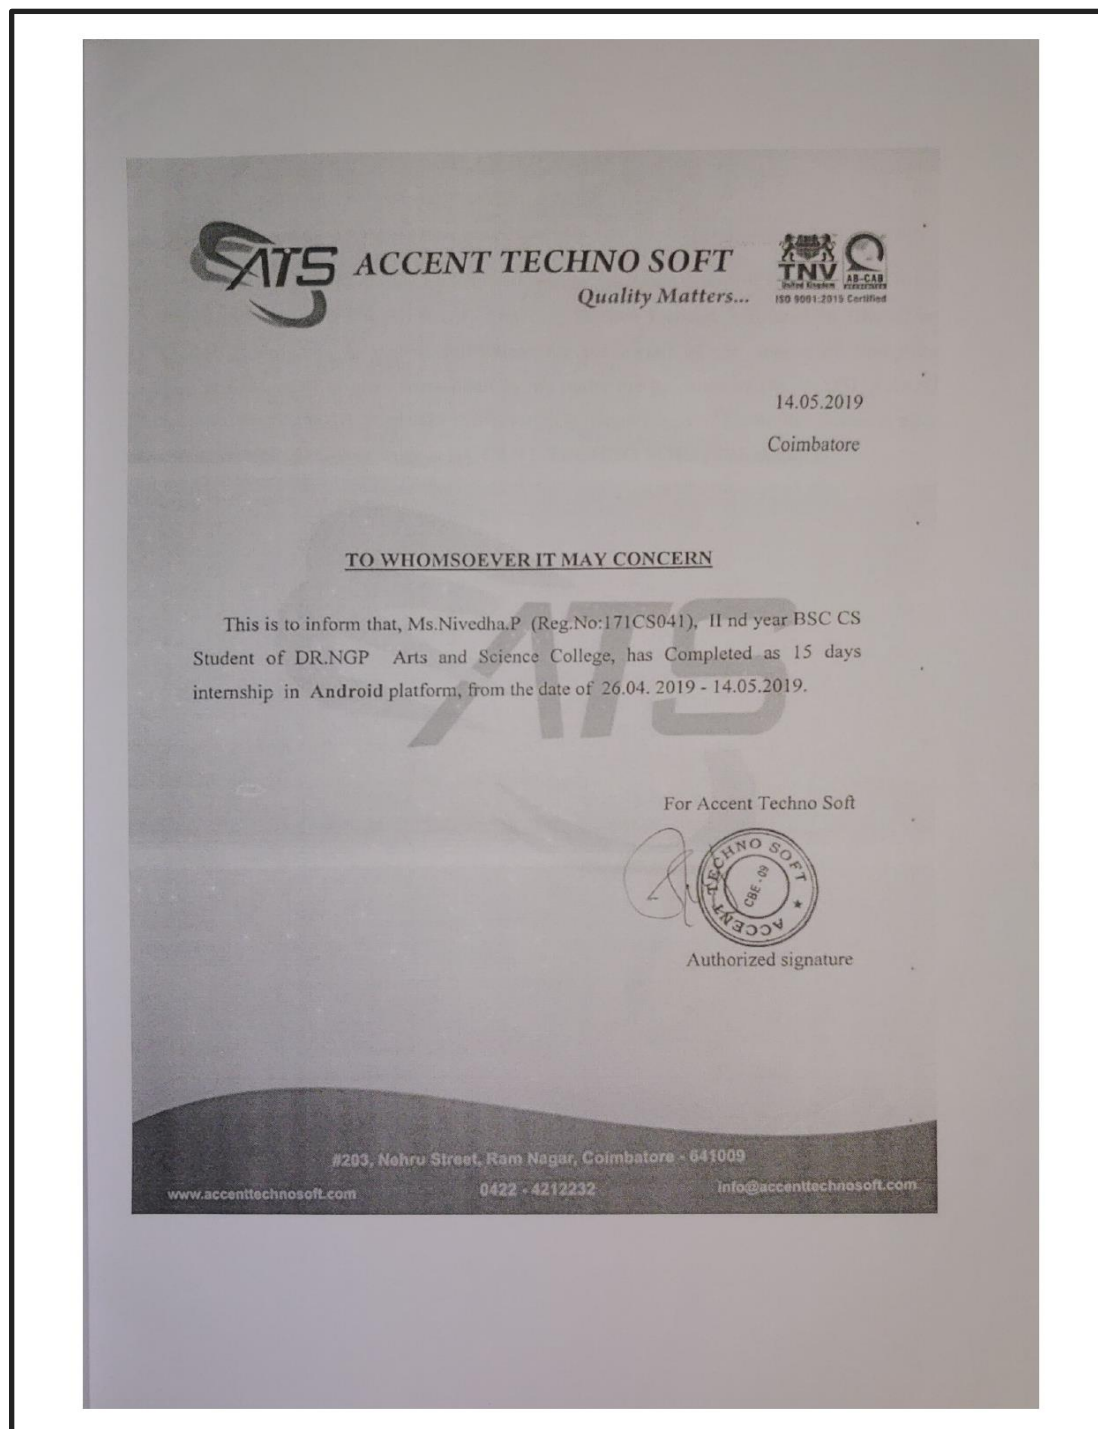 ATS ACCENT TECHNO SOFT
Quality Matters...
TNV
United Kingdom
AB-CAB
ISO 9001:2015 Certified
14.05.2019
Coimbatore
TO WHOMSOEVER IT MAY CONCERN
This is to inform that, Ms.Nivedha.P (Reg.No:171CS041), II nd year BSC CS
Student of DR.NGP Arts and Science College, has Completed as 15 days
internship in Android platform, from the date of 26.04. 2019 - 14.05.2019.
ATS
For Accent Techno Soft
ACCENT TECHNO SOFT ★
CBE - 09
Authorized signature
#203, Nehru Street, Ram Nagar, Coimbatore - 641009
www.accenttechnosoft.com 0422 - 4212232 info@accenttechnosoft.com